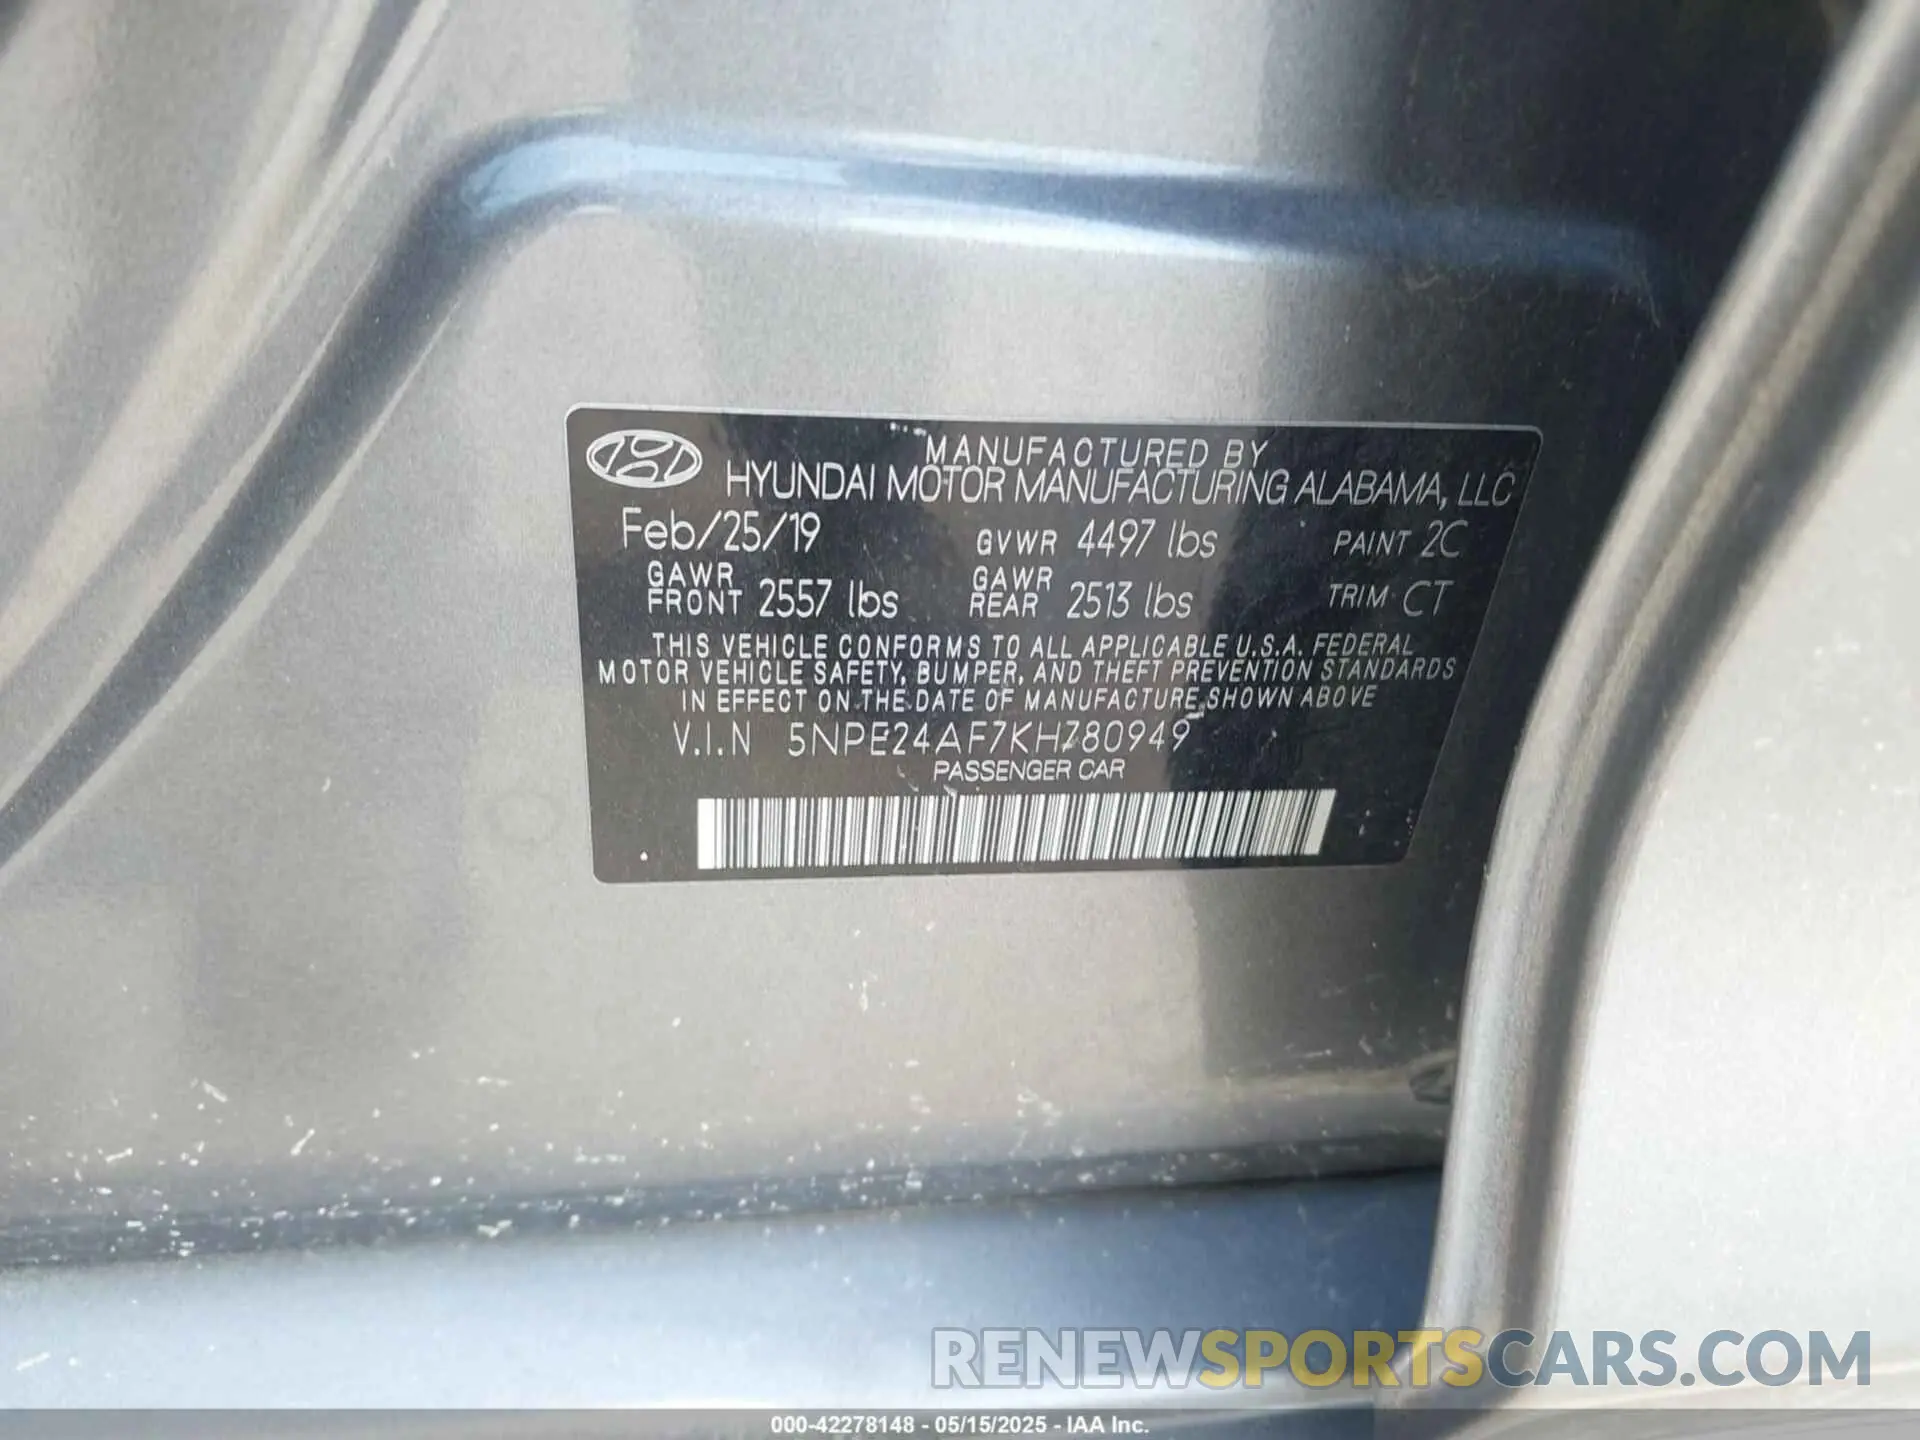 MANUFACTURED BY
HYUNDAI MOTOR MANUFACTURING ALABAMA, LLC
Feb/25/19 GVWR 4497 lbs PAINT 2C
GAWR FRONT 2557 lbs GAWR REAR 2513 lbs TRIM CT
THIS VEHICLE CONFORMS TO ALL APPLICABLE U.S.A. FEDERAL
MOTOR VEHICLE SAFETY, BUMPER, AND THEFT PREVENTION STANDARDS
IN EFFECT ON THE DATE OF MANUFACTURE SHOWN ABOVE
V.I.N 5NPE24AF7KH780949
PASSENGER CAR
RENEWSPORTSCARS.COM
000-42278148 - 05/15/2025 - IAA Inc.